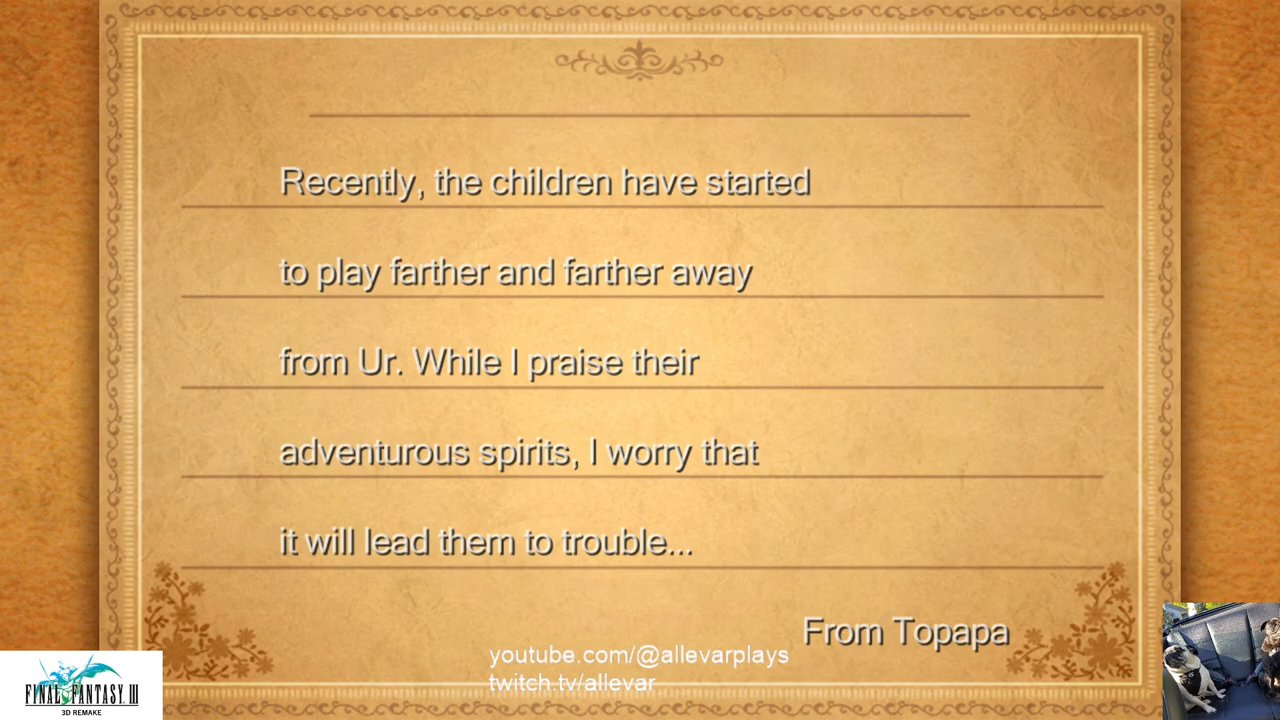 Recently, the children have started
to play farther and farther away
from Ur. While I praise their
adventurous spirits, I worry that
it will lead them to trouble...
From Topapa
youtube.com/@allevarplays
twitch.tv/allevar
FINAL FANTASY III
3D REMAKE